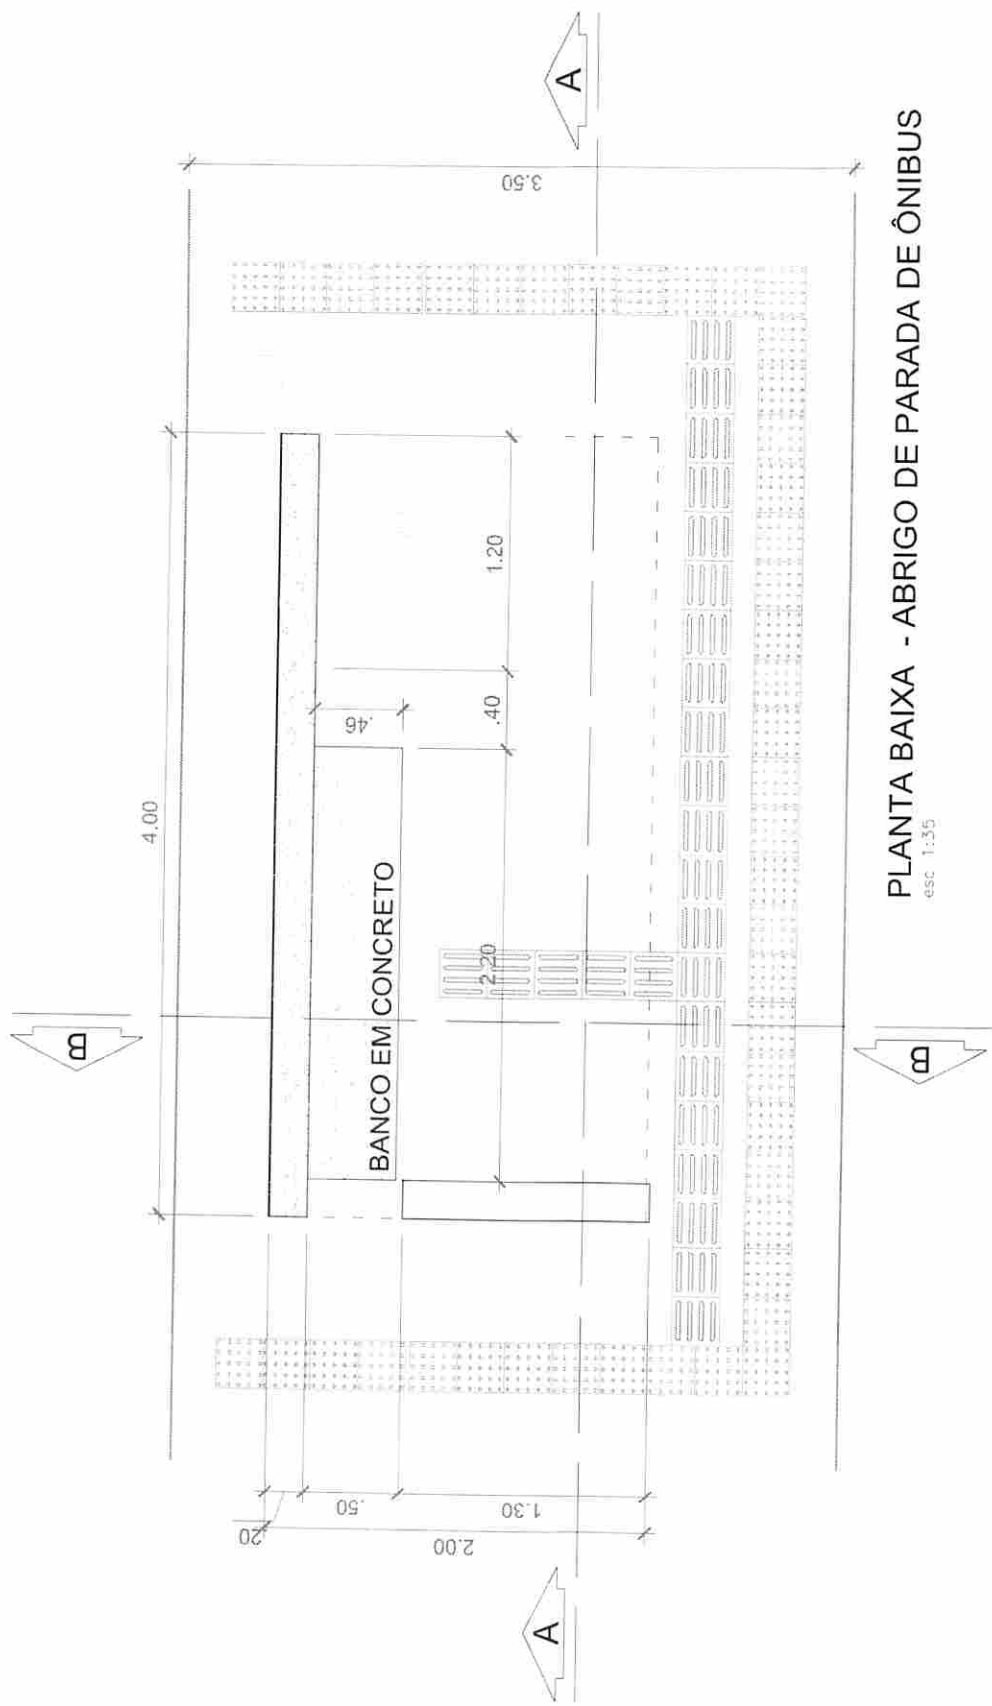 B
B
4.00
3.50
.46
BANCO EM CONCRETO
2.20
.40
1.20
.20
.50
1.30
2.00
A
A
PLANTA BAIXA - ABRIGO DE PARADA DE ÔNIBUS
esc 1:35